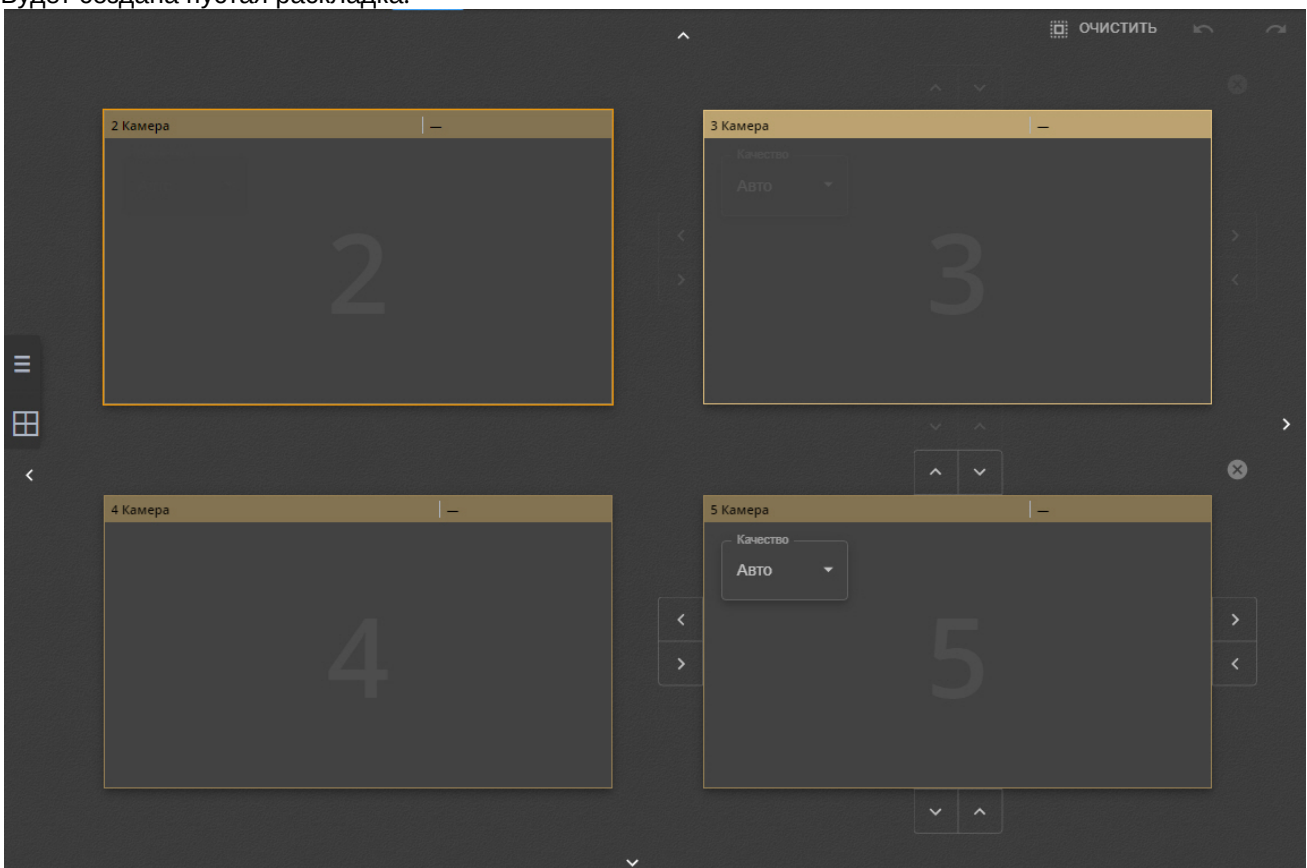 Будет создана пустая раскладка.
ОЧИСТИТЬ
2 Камера —
3 Камера —
Качество
Авто
2
3
4 Камера —
5 Камера —
Качество
Авто
4
5